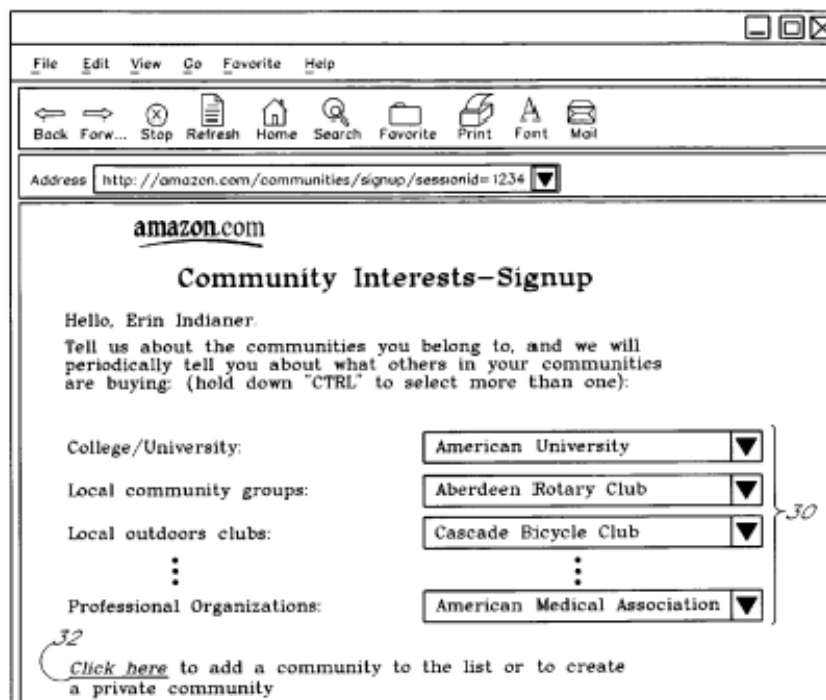 File Edit View Go Favorite Help
Back Forw... Stop Refresh Home Search Favorite Print Font Mail
Address http://amazon.com/communities/signup/sessionid=1234
amazon.com
Community Interests-Signup
Hello, Erin Indianer.
Tell us about the communities you belong to, and we will
periodically tell you about what others in your communities
are buying: (hold down "CTRL" to select more than one):
College/University: American University
Local community groups: Aberdeen Rotary Club
30
Local outdoors clubs: Cascade Bicycle Club
Professional Organizations: American Medical Association
32
Click here to add a community to the list or to create
a private community